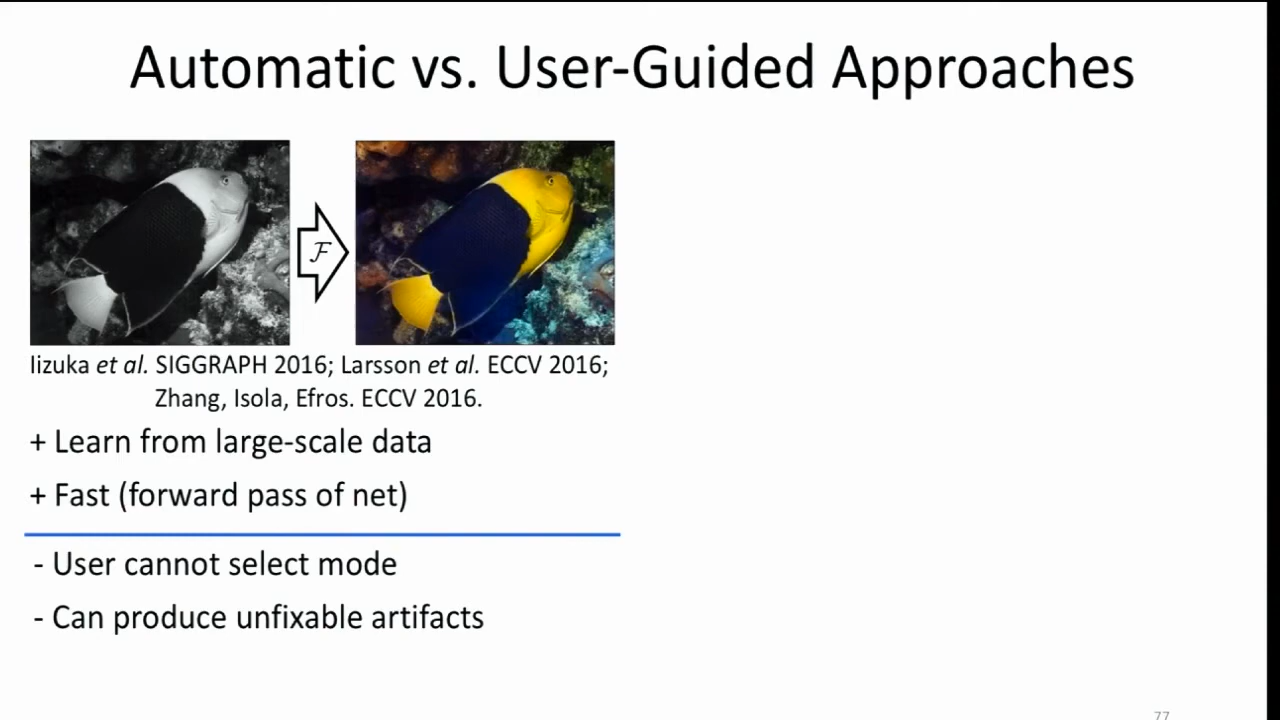 Automatic vs. User-Guided Approaches
ℱ
Iizuka et al. SIGGRAPH 2016; Larsson et al. ECCV 2016;
Zhang, Isola, Efros. ECCV 2016.
+ Learn from large-scale data
+ Fast (forward pass of net)
- User cannot select mode
- Can produce unfixable artifacts
77